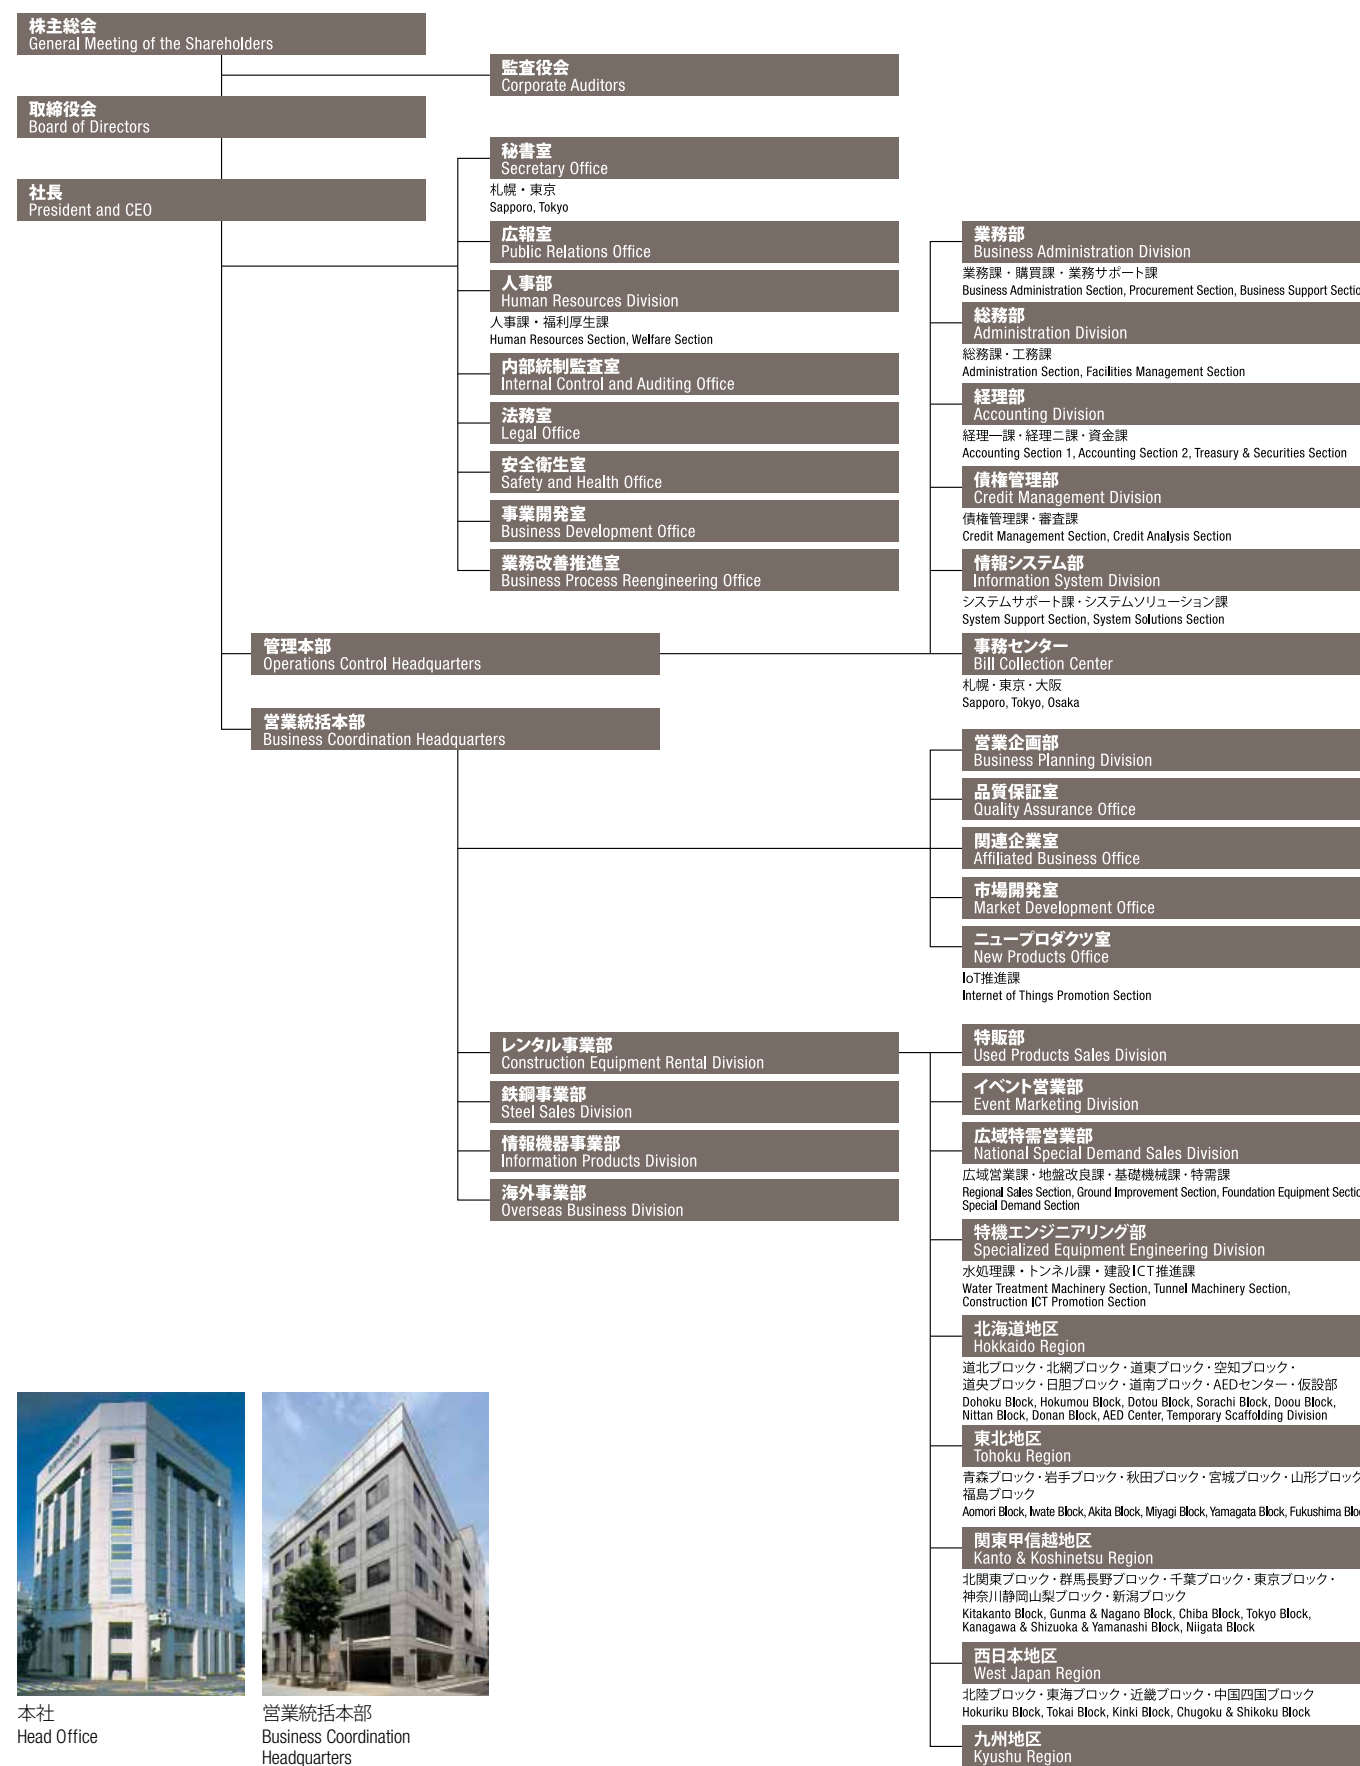 株主総会
General Meeting of the Shareholders
監査役会
Corporate Auditors
取締役会
Board of Directors
社長
President and CEO
秘書室
Secretary Office
札幌・東京
Sapporo, Tokyo
広報室
Public Relations Office
人事部
Human Resources Division
人事課・福利厚生課
Human Resources Section, Welfare Section
内部統制監査室
Internal Control and Auditing Office
法務室
Legal Office
安全衛生室
Safety and Health Office
事業開発室
Business Development Office
業務改善推進室
Business Process Reengineering Office
管理本部
Operations Control Headquarters
業務部
Business Administration Division
業務課・購買課・業務サポート課
Business Administration Section, Procurement Section, Business Support
総務部
Administration Division
総務課・工務課
Administration Section, Facilities Management Section
経理部
Accounting Division
経理一課・経理二課・資金課
Accounting Section 1, Accounting Section 2, Treasury & Securities Section
債権管理部
Credit Management Division
債権管理課・審査課
Credit Management Section, Credit Analysis Section
情報システム部
Information System Division
システムサポート課・システムソリューション課
System Support Section, System Solutions Section
事務センター
Bill Collection Center
札幌・東京・大阪
Sapporo, Tokyo, Osaka
営業統括本部
Business Coordination Headquarters
営業企画部
Business Planning Division
品質保証室
Quality Assurance Office
関連企業室
Affiliated Business Office
市場開発室
Market Development Office
ニュープロダクツ室
New Products Office
IoT推進課
Internet of Things Promotion Section
レンタル事業部
Construction Equipment Rental Division
鉄鋼事業部
Steel Sales Division
情報機器事業部
Information Products Division
海外事業部
Overseas Business Division
特販部
Used Products Sales Division
イベント営業部
Event Marketing Division
広域特需営業部
National Special Demand Sales Division
広域営業課・地盤改良課・基礎機械課・特需課
Regional Sales Section, Ground Improvement Section, Foundation Equipment
Special Demand Section
特機エンジニアリング部
Specialized Equipment Engineering Division
水処理課・トンネル課・建設ICT推進課
Water Treatment Machinery Section, Tunnel Machinery Section,
Construction ICT Promotion Section
北海道地区
Hokkaido Region
道北ブロック・北網ブロック・道東ブロック・空知ブロック・
道央ブロック・日胆ブロック・道南ブロック・AEDセンター・仮設部
Dohoku Block, Hokumou Block, Dotou Block, Sorachi Block, Doou Block,
Nittan Block, Donan Block, AED Center, Temporary Scaffolding Division
東北地区
Tohoku Region
青森ブロック・岩手ブロック・秋田ブロック・宮城ブロック・山形ブロック
福島ブロック
Aomori Block, Iwate Block, Akita Block, Miyagi Block, Yamagata Block, Fukushima
関東甲信越地区
Kanto & Koshinetsu Region
北関東ブロック・群馬長野ブロック・千葉ブロック・東京ブロック・
神奈川静岡山梨ブロック・新潟ブロック
Kitakanto Block, Gunma & Nagano Block, Chiba Block, Tokyo Block,
Kanagawa & Shizuoka & Yamanashi Block, Niigata Block
西日本地区
West Japan Region
北陸ブロック・東海ブロック・近畿ブロック・中国四国ブロック
Hokuriku Block, Tokai Block, Kinki Block, Chugoku & Shikoku Block
九州地区
Kyushu Region
本社
Head Office
営業統括本部
Business Coordination
Headquarters